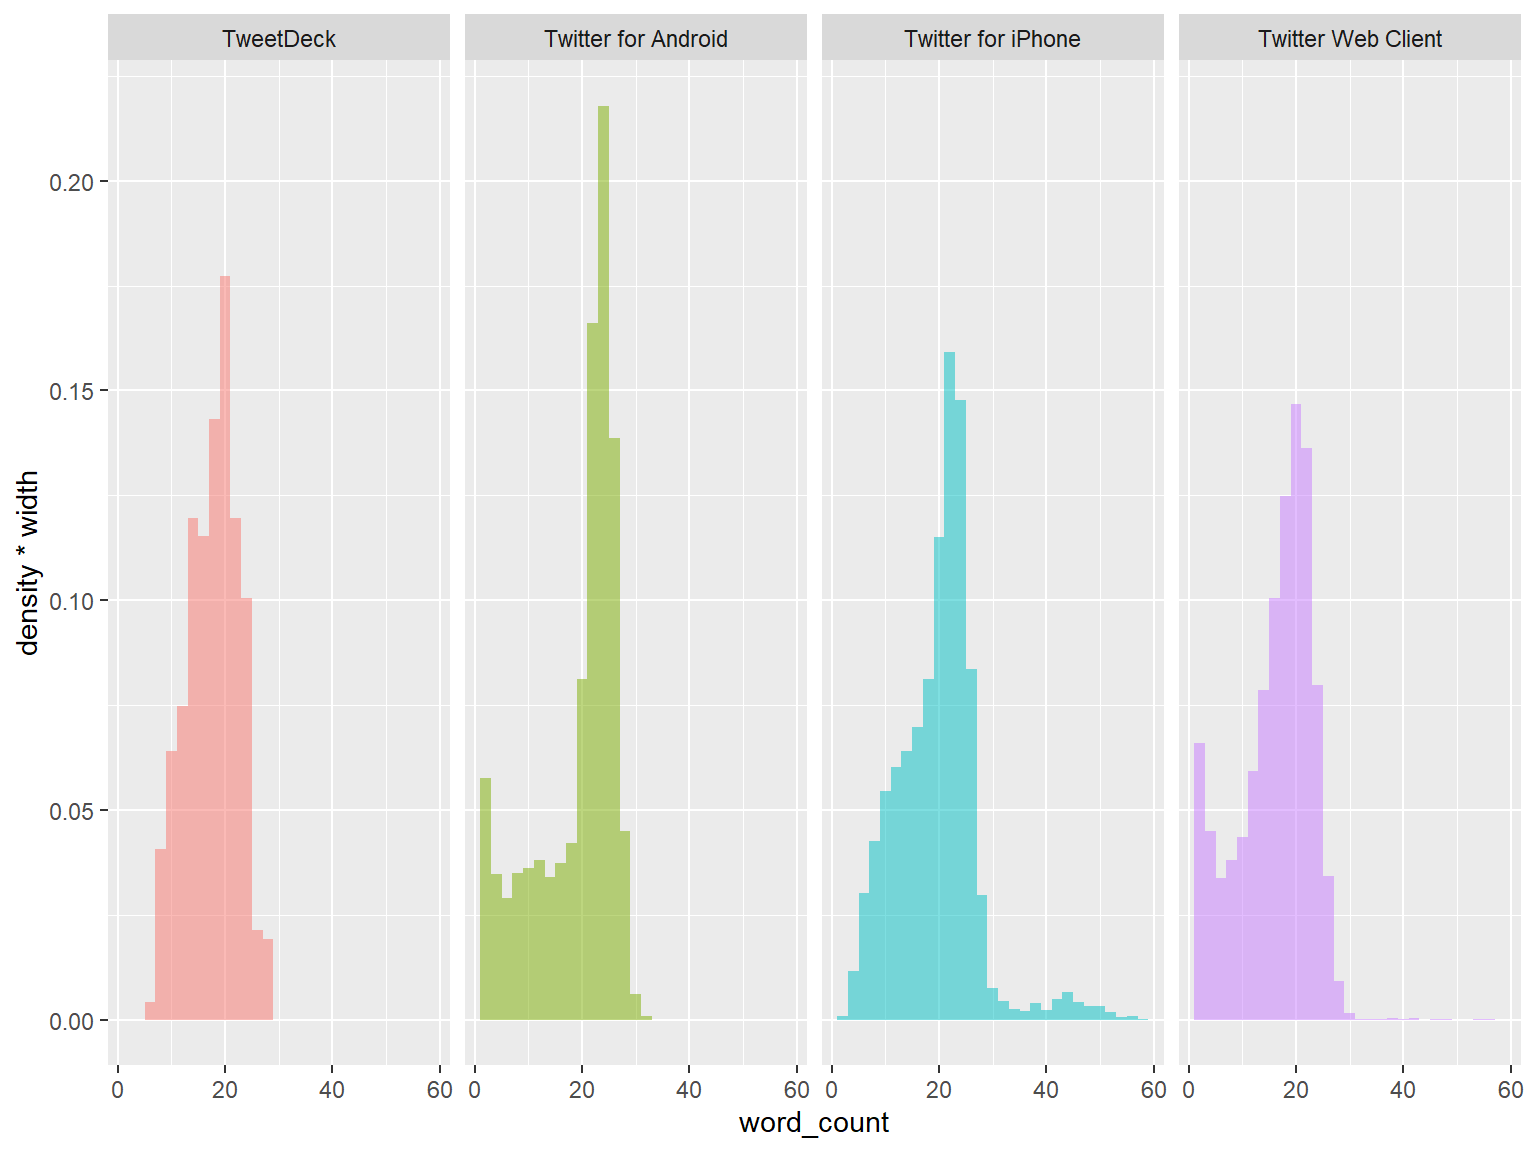 TweetDeck Twitter for Android Twitter for iPhone Twitter Web Client
0.20
0.15
0.10
0.05
0.00
density * width
0 20 40 60 0 20 40 60 0 20 40 60 0 20 40 60
word_count